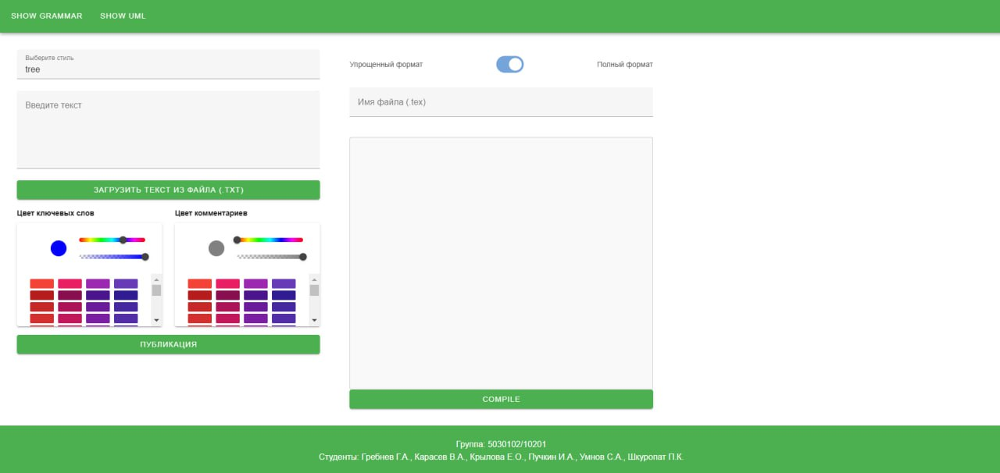 SHOW GRAMMAR SHOW UML
Выберите стиль
tree
Введите текст
ЗАГРУЗИТЬ ТЕКСТ ИЗ ФАЙЛА (.TXT)
Цвет ключевых слов
Цвет комментариев
ПУБЛИКАЦИЯ
Упрощенный формат
Полный формат
Имя файла (.tex)
COMPILE
Группа: 5030102/10201
Студенты: Гребнев Г.А., Карасев В.А., Крылова Е.О., Пучкин И.А., Умнов С.А., Шкуропат П.К.